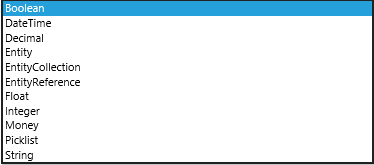 Boolean
DateTime
Decimal
Entity
EntityCollection
EntityReference
Float
Integer
Money
Picklist
String